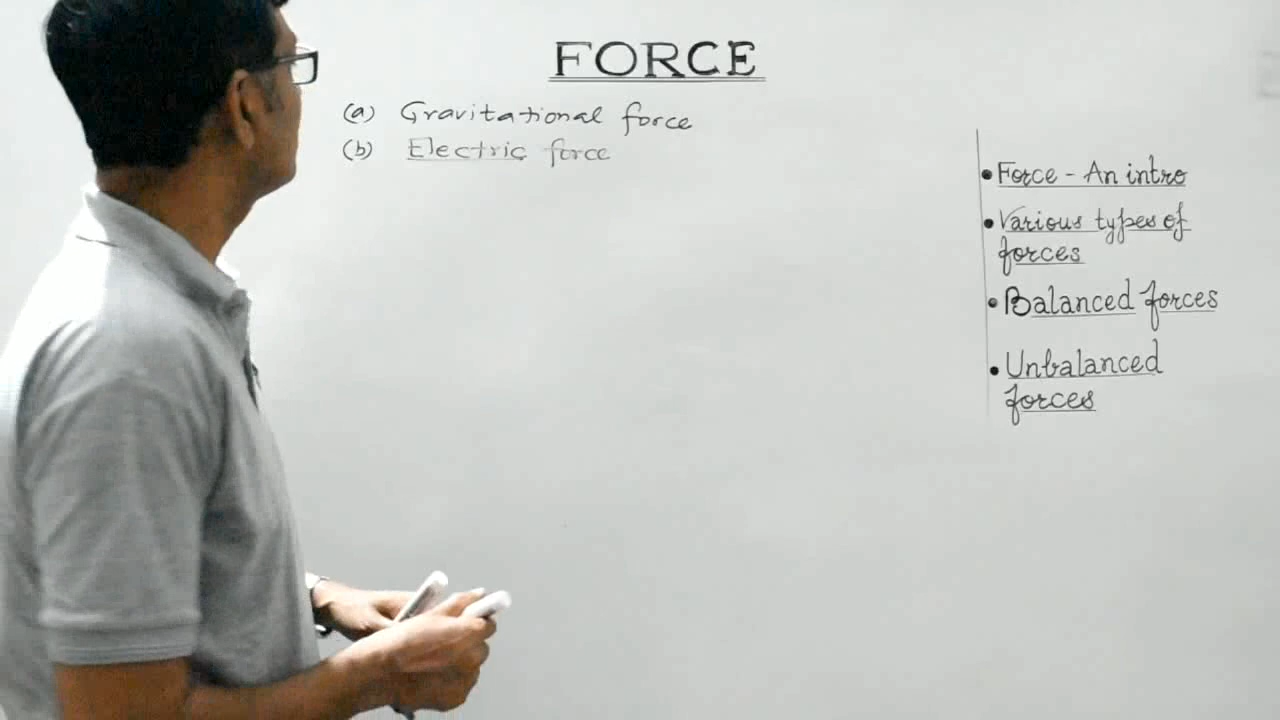 FORCE
(a) Gravitational force
(b) Electric force
• Force - An intro
• Various types of
forces
• Balanced forces
• Unbalanced
forces